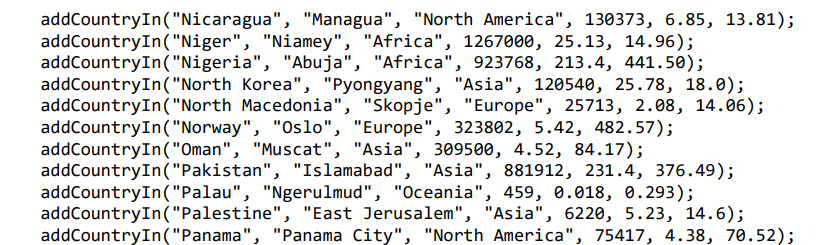 addCountryIn("Nicaragua", "Managua", "North America", 130373, 6.85, 13.81);
addCountryIn("Niger", "Niamey", "Africa", 1267000, 25.13, 14.96);
addCountryIn("Nigeria", "Abuja", "Africa", 923768, 213.4, 441.50);
addCountryIn("North Korea", "Pyongyang", "Asia", 120540, 25.78, 18.0);
addCountryIn("North Macedonia", "Skopje", "Europe", 25713, 2.08, 14.06);
addCountryIn("Norway", "Oslo", "Europe", 323802, 5.42, 482.57);
addCountryIn("Oman", "Muscat", "Asia", 309500, 4.52, 84.17);
addCountryIn("Pakistan", "Islamabad", "Asia", 881912, 231.4, 376.49);
addCountryIn("Palau", "Ngerulmud", "Oceania", 459, 0.018, 0.293);
addCountryIn("Palestine", "East Jerusalem", "Asia", 6220, 5.23, 14.6);
addCountryIn("Panama", "Panama City", "North America", 75417, 4.38, 70.52);